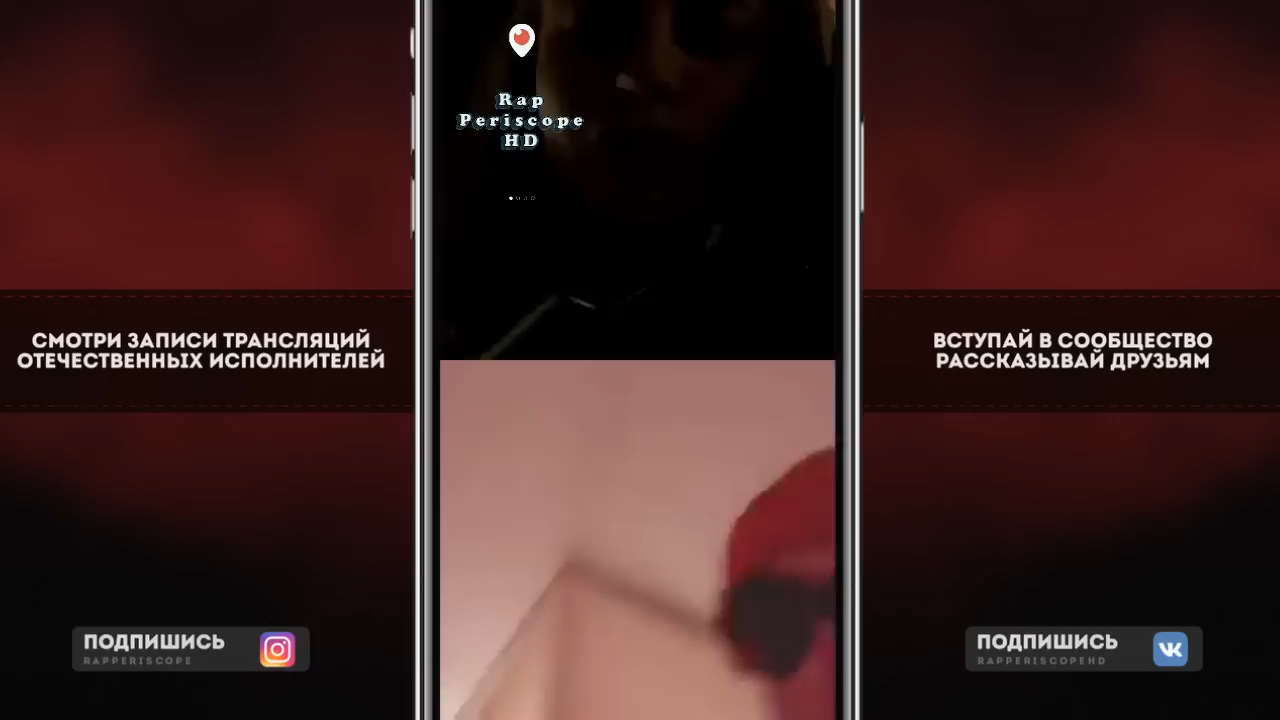 Rap
Periscope
HD
СМОТРИ ЗАПИСИ ТРАНСЛЯЦИЙ
ОТЕЧЕСТВЕННЫХ ИСПОЛНИТЕЛЕЙ
ВСТУПАЙ В СООБЩЕСТВО
РАССКАЗЫВАЙ ДРУЗЬЯМ
ПОДПИШИСЬ
RAPPERISCOPE
ПОДПИШИСЬ
RAPPERISCOPEHD